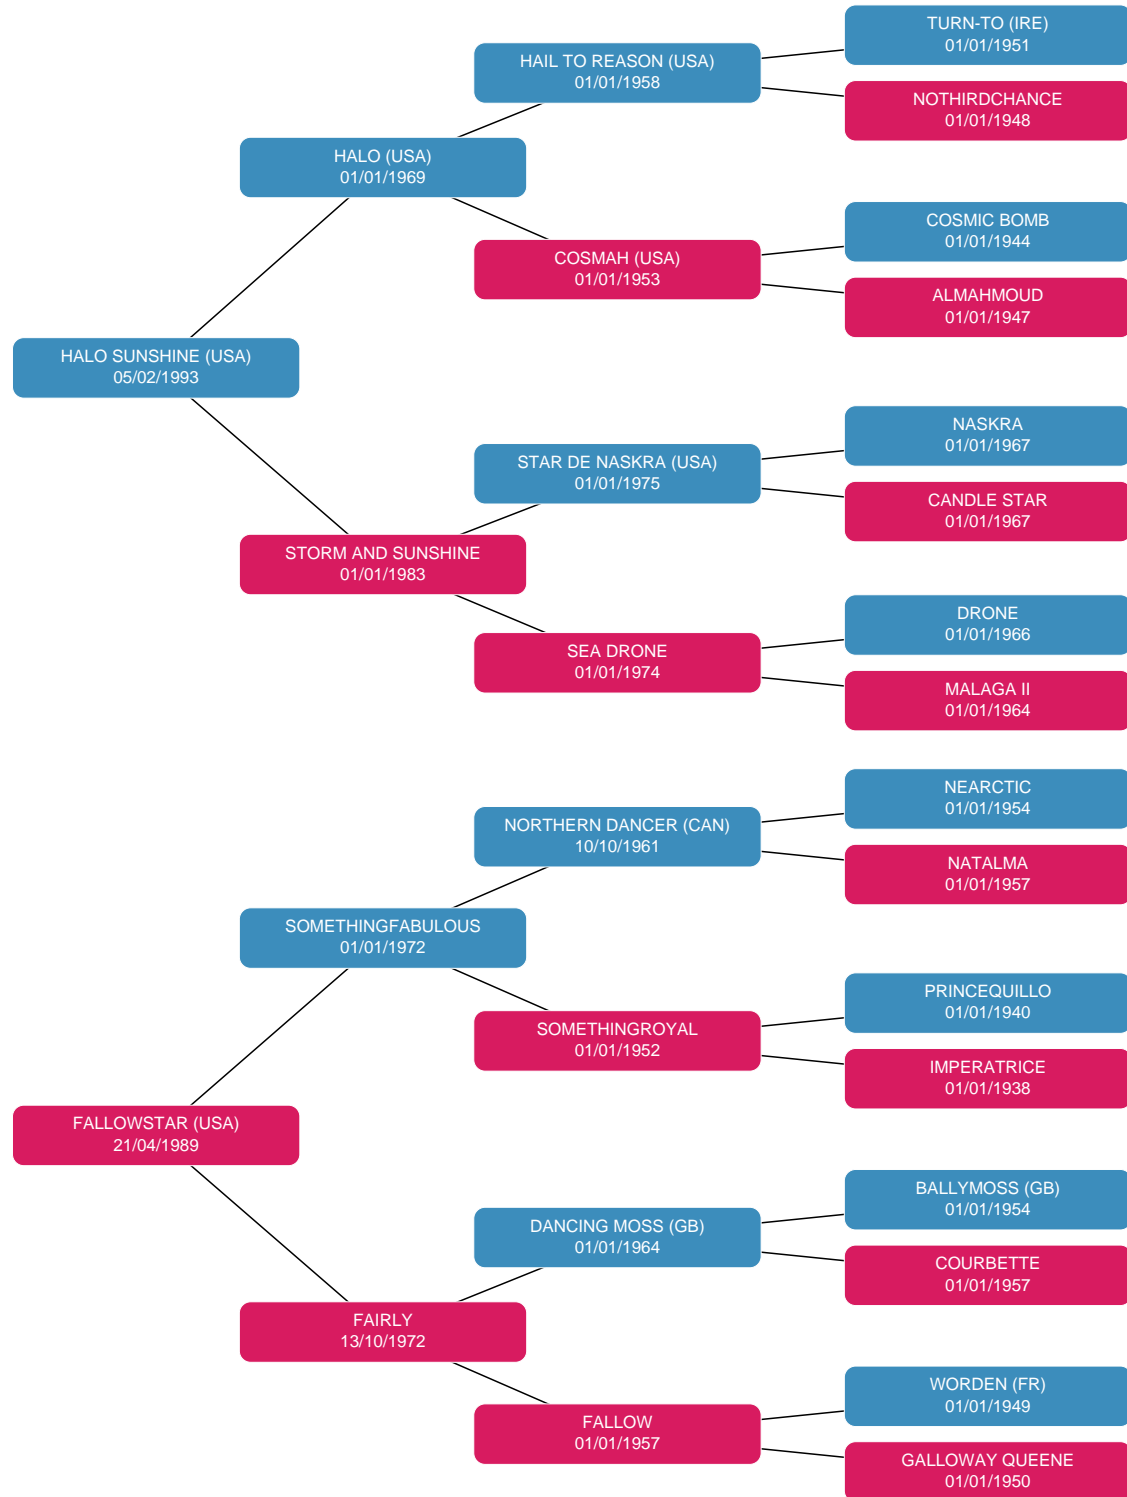 TURN-TO (IRE)
01/01/1951
HAIL TO REASON (USA)
01/01/1958
NOTHIRDCHANCE
01/01/1948
HALO (USA)
01/01/1969
COSMIC BOMB
01/01/1944
COSMAH (USA)
01/01/1953
ALMAHMOUD
01/01/1947
HALO SUNSHINE (USA)
05/02/1993
NASKRA
01/01/1967
STAR DE NASKRA (USA)
01/01/1975
CANDLE STAR
01/01/1967
STORM AND SUNSHINE
01/01/1983
DRONE
01/01/1966
SEA DRONE
01/01/1974
MALAGA II
01/01/1964
NEARCTIC
01/01/1954
NORTHERN DANCER (CAN)
10/10/1961
NATALMA
01/01/1957
SOMETHINGFABULOUS
01/01/1972
PRINCEQUILLO
01/01/1940
SOMETHINGROYAL
01/01/1952
IMPERATRICE
01/01/1938
FALLOWSTAR (USA)
21/04/1989
BALLYMOSS (GB)
01/01/1954
DANCING MOSS (GB)
01/01/1964
COURBETTE
01/01/1957
FAIRLY
13/10/1972
WORDEN (FR)
01/01/1949
FALLOW
01/01/1957
GALLOWAY QUEENE
01/01/1950